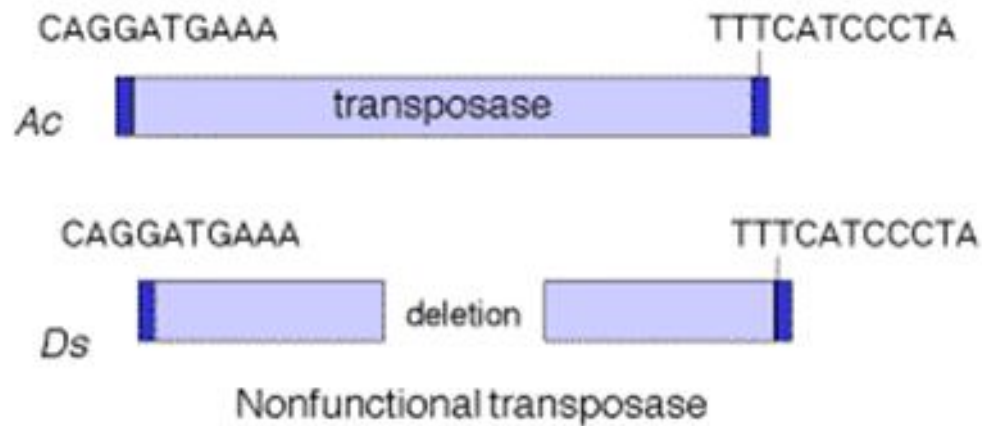 CAGGATGAAA TTTCATCCCTA
Ac transposase
CAGGATGAAA TTTCATCCCTA
Ds deletion
Nonfunctional transposase